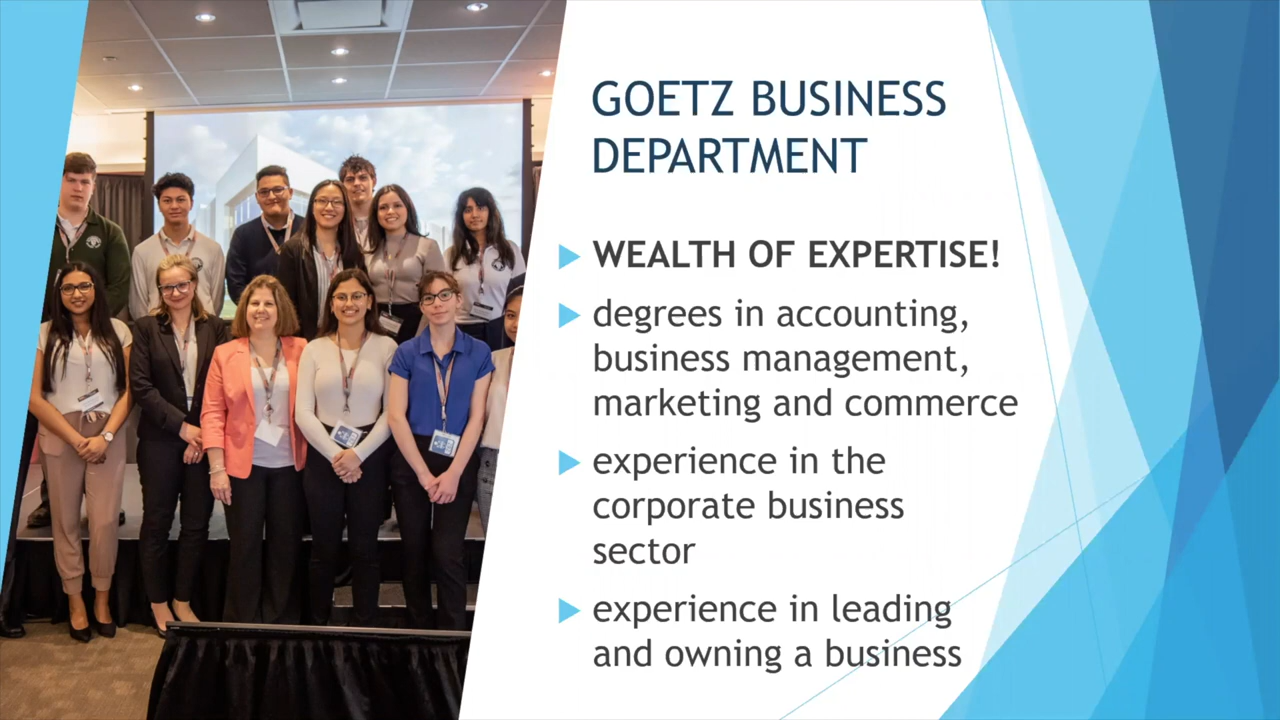 GOETZ BUSINESS
DEPARTMENT
WEALTH OF EXPERTISE!
degrees in accounting,
business management,
marketing and commerce
experience in the
corporate business
sector
experience in leading
and owning a business